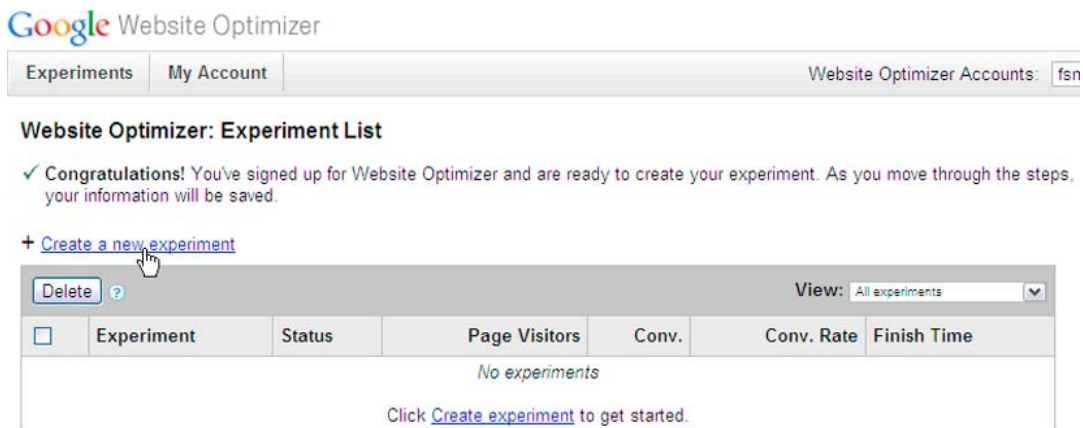 Google Website Optimizer
Experiments My Account Website Optimizer Accounts:
Website Optimizer: Experiment List
✓ Congratulations! You've signed up for Website Optimizer and are ready to create your experiment. As you move through the steps,
your information will be saved.
+ Create a new experiment
Delete ? View: All experiments
Experiment Status Page Visitors Conv. Conv. Rate Finish Time
No experiments
Click Create experiment to get started.